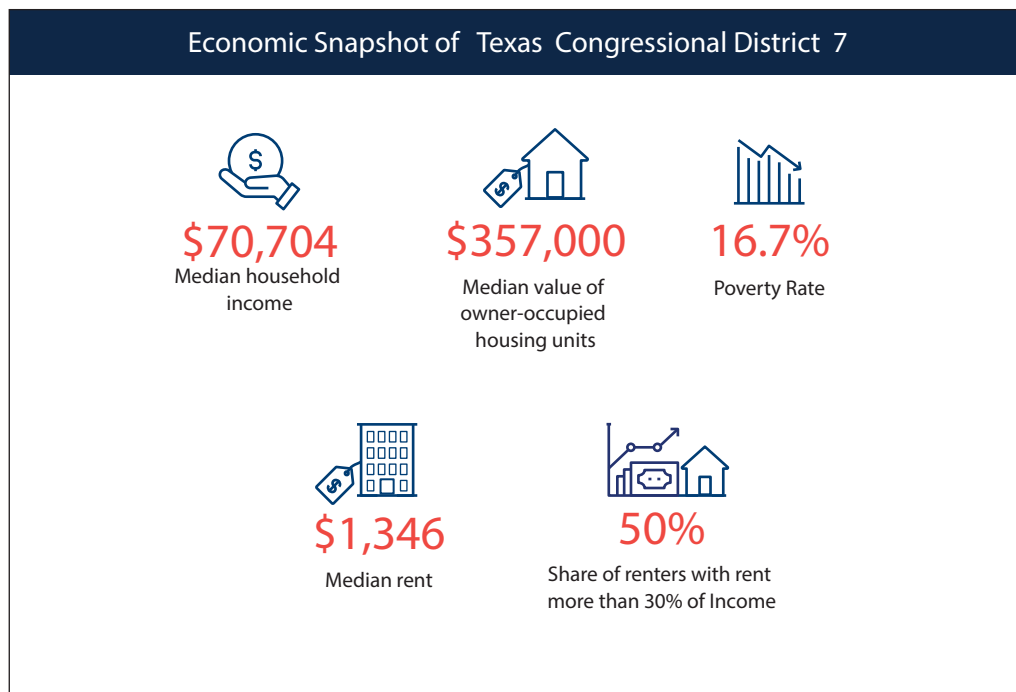 Economic Snapshot of Texas Congressional District 7
$
$
$70,704
Median household
income
$357,000
Median value of
owner-occupied
housing units
16.7%
Poverty Rate
$
$1,346
Median rent
50%
Share of renters with rent
more than 30% of Income